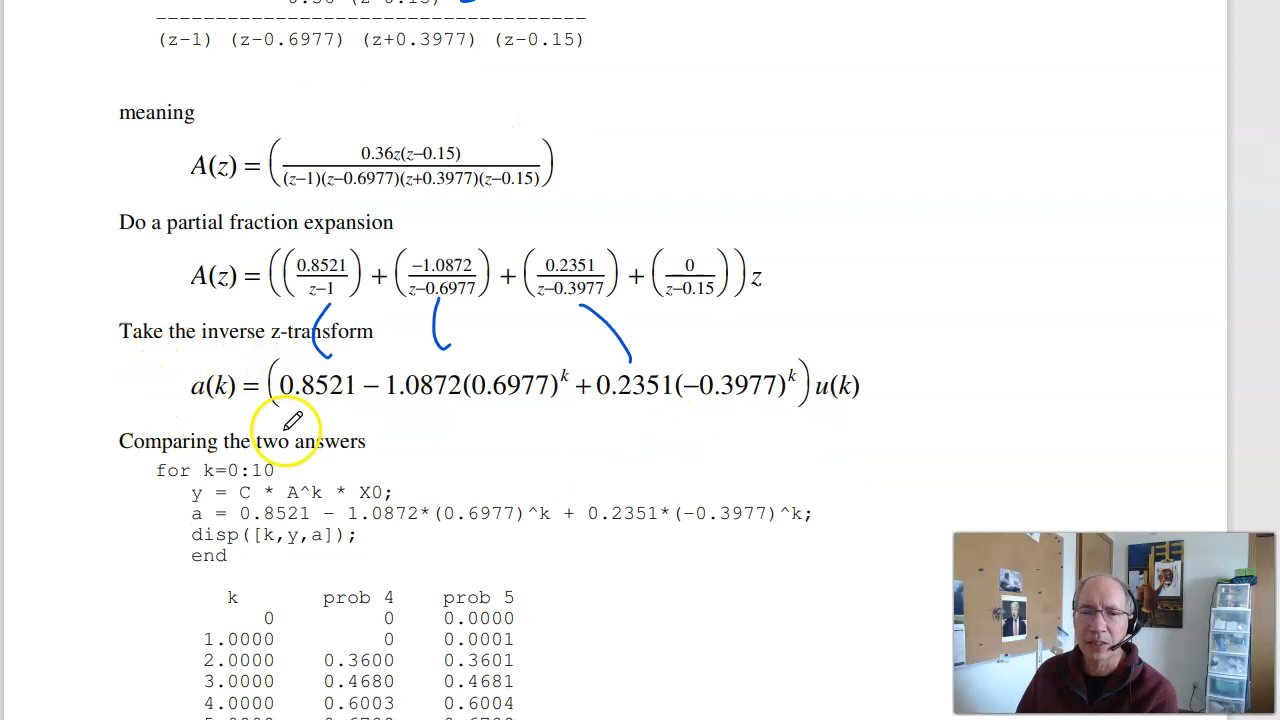 (z-1) (z-0.6977) (z+0.3977) (z-0.15)
meaning
A(z) = ( 0.36z(z−0.15) / (z−1)(z−0.6977)(z+0.3977)(z−0.15) )
Do a partial fraction expansion
A(z) = ( ( 0.8521 / z−1 ) + ( −1.0872 / z−0.6977 ) + ( 0.2351 / z−0.3977 ) + ( 0 / z−0.15 ) ) z
Take the inverse z-transform
a(k) = ( 0.8521 − 1.0872(0.6977)^k + 0.2351(−0.3977)^k ) u(k)
Comparing the two answers
for k=0:10
y = C * A^k * X0;
a = 0.8521 - 1.0872*(0.6977)^k + 0.2351*(-0.3977)^k;
disp([k,y,a]);
end
k prob 4 prob 5
0 0 0.0000
1.0000 0 0.0001
2.0000 0.3600 0.3601
3.0000 0.4680 0.4681
4.0000 0.6003 0.6004